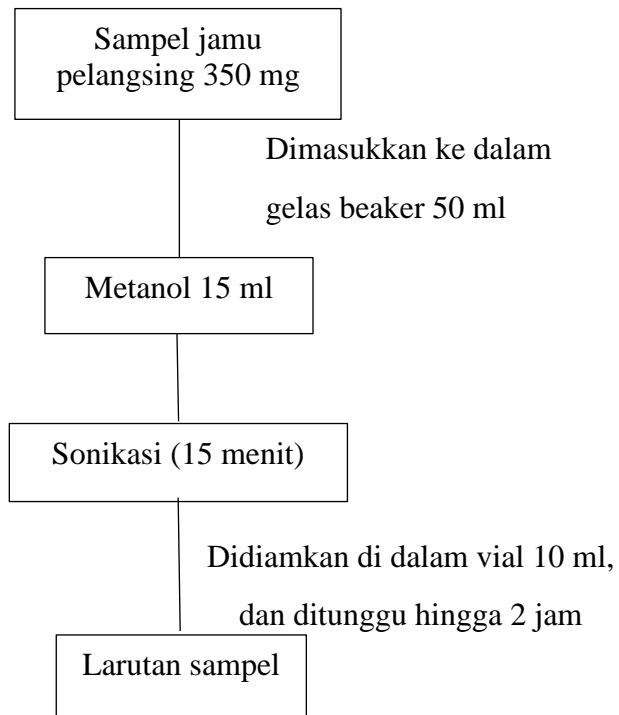 Sampel jamu
pelangsing 350 mg
Dimasukkan ke dalam
gelas beaker 50 ml
Metanol 15 ml
Sonikasi (15 menit)
Didiamkan di dalam vial 10 ml,
dan ditunggu hingga 2 jam
Larutan sampel